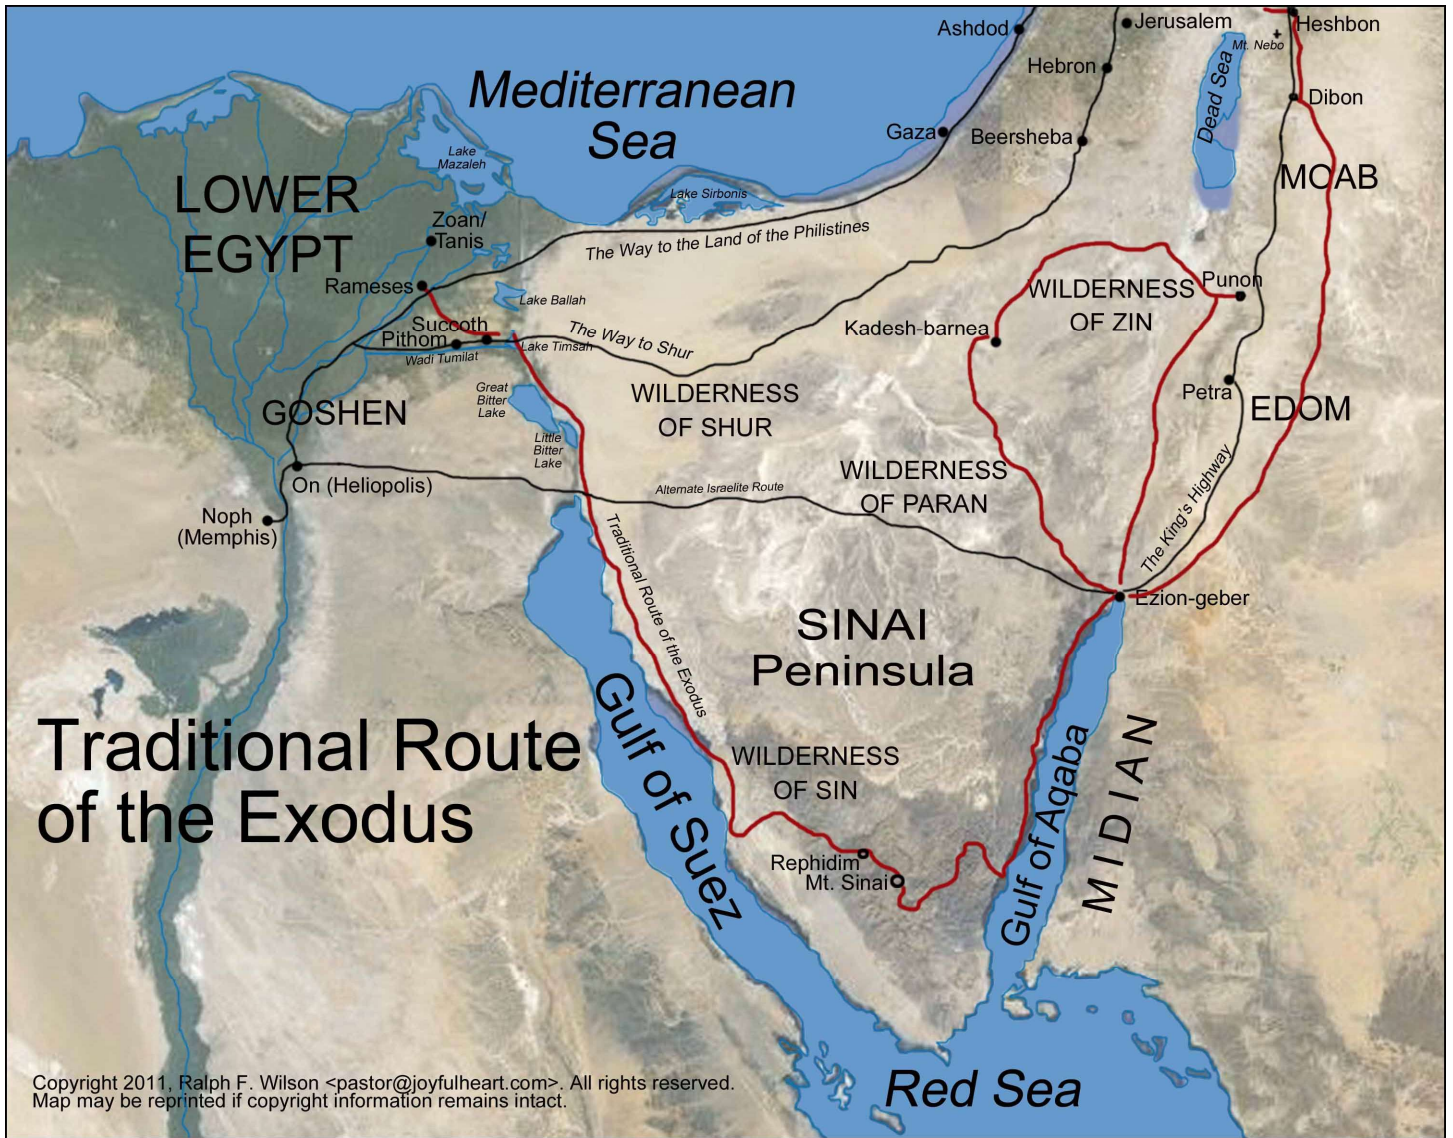 Ashdod
Jerusalem
Heshbon
Mt. Nebo
Hebron
Dead Sea
Mediterranean
Sea
Dibon
Gaza
Beersheba
Lake
Mazaleh
MOAB
LOWER
EGYPT
Lake Sirbonis
Zoan/
Tanis
The Way to the Land of the Philistines
Rameses
Lake Ballah
WILDERNESS
OF ZIN
Punon
Succoth
Pithom
Wadi Tumilat
Lake Timsah
The Way to Shur
Kadesh-barnea
Great
Bitter
Lake
WILDERNESS
OF SHUR
Petra
EDOM
GOSHEN
Little
Bitter
Lake
WILDERNESS
OF PARAN
On (Heliopolis)
Alternate Israelite Route
The King's Highway
Noph
(Memphis)
Traditional Route of the Exodus
Ezion-geber
SINAI
Peninsula
Traditional Route
of the Exodus
Gulf of Suez
WILDERNESS
OF SIN
Gulf of Aqaba
MIDIAN
Rephidim
Mt. Sinai
Red Sea
Copyright 2011, Ralph F. Wilson <pastor@joyfulheart.com>. All rights reserved.
Map may be reprinted if copyright information remains intact.